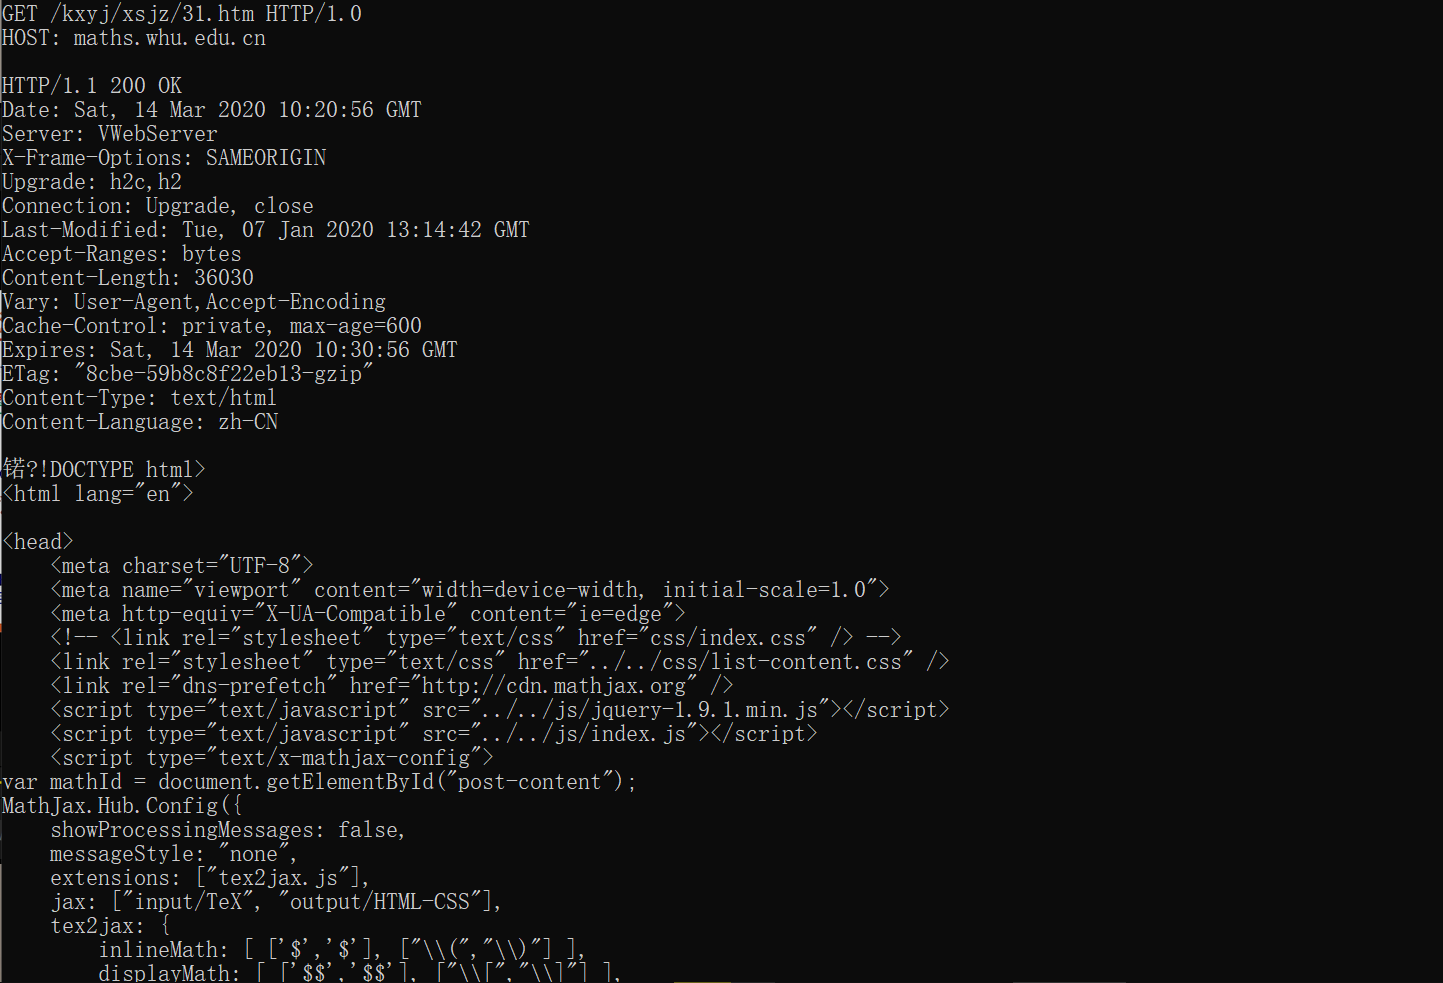 GET /kxyj/xsjz/31.htm HTTP/1.0
HOST: maths.whu.edu.cn
HTTP/1.1 200 OK
Date: Sat, 14 Mar 2020 10:20:56 GMT
Server: VWebServer
X-Frame-Options: SAMEORIGIN
Upgrade: h2c,h2
Connection: Upgrade, close
Last-Modified: Tue, 07 Jan 2020 13:14:42 GMT
Accept-Ranges: bytes
Content-Length: 36030
Vary: User-Agent,Accept-Encoding
Cache-Control: private, max-age=600
Expires: Sat, 14 Mar 2020 10:30:56 GMT
ETag: "8cbe-59b8c8f22eb13-gzip"
Content-Type: text/html
Content-Language: zh-CN
锘?!DOCTYPE html>
<html lang="en">
<head>
    <meta charset="UTF-8">
    <meta name="viewport" content="width=device-width, initial-scale=1.0">
    <meta http-equiv="X-UA-Compatible" content="ie=edge">
    <!-- <link rel="stylesheet" type="text/css" href="css/index.css" /> -->
    <link rel="stylesheet" type="text/css" href="../../css/list-content.css" />
    <link rel="dns-prefetch" href="http://cdn.mathjax.org" />
    <script type="text/javascript" src="../../js/jquery-1.9.1.min.js"></script>
    <script type="text/javascript" src="../../js/index.js"></script>
    <script type="text/x-mathjax-config">
var mathId = document.getElementById("post-content");
MathJax.Hub.Config({
    showProcessingMessages: false,
    messageStyle: "none",
    extensions: ["tex2jax.js"],
    jax: ["input/TeX", "output/HTML-CSS"],
    tex2jax: {
        inlineMath: [ ['$','$'], ["\\(","\\)"] ],
        displayMath: [ ['$$','$$'], ["\\[","\\]"] ],